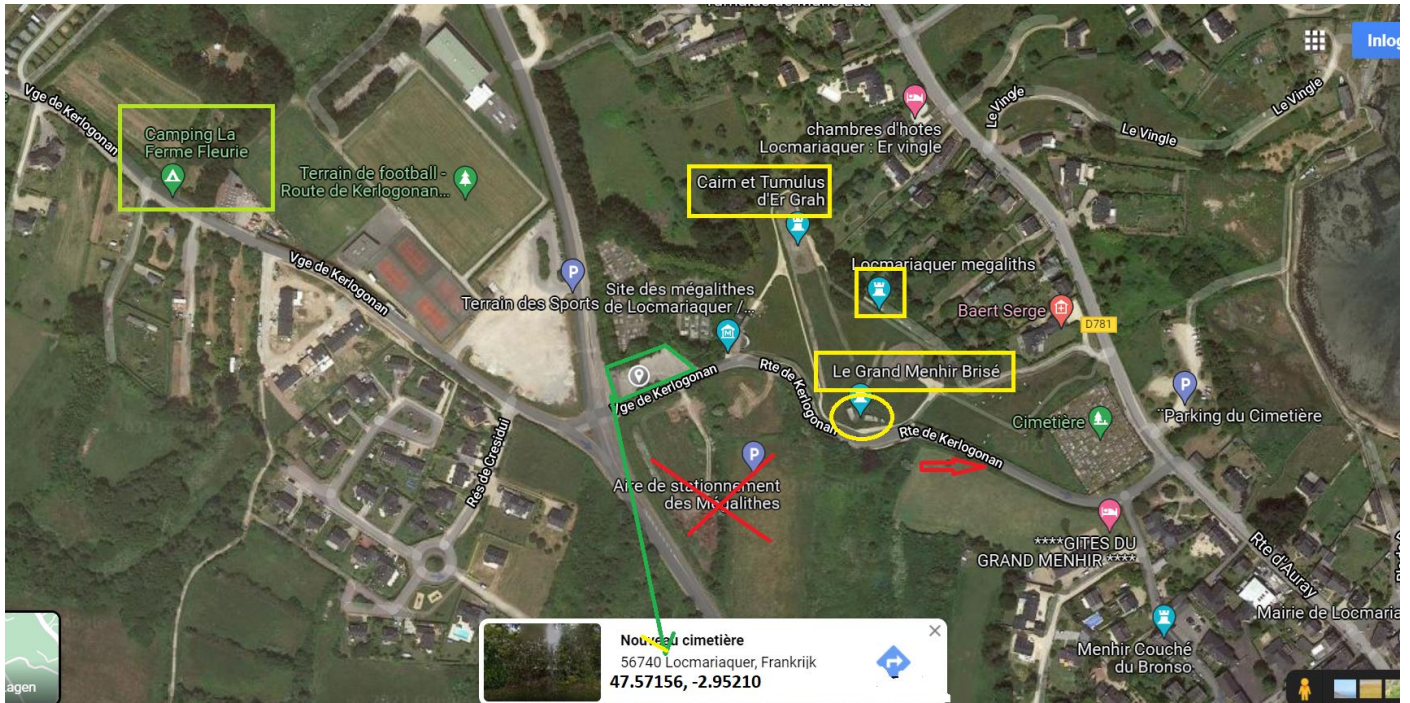 Tumulus de Mané Lud
Inlog
Vge de Kerlogonan
Camping La
Ferme Fleurie
Terrain de football -
Route de Kerlogonan...
chambres d'hotes
Locmariaquer : Er vingle
Le Vingle
Le Vingle
Le Vingle
Cairn et Tumulus
d'Er Grah
Vge de Kerlogonan
P
Terrain des Sports
Site des mégalithes
de Locmariaquer /...
M
Locmariaquer megaliths
Baert Serge
D781
Vge de Kerlogonan
Rte de Kerlogonan
Le Grand Menhir Brisé
Rte de Kerlogonan
Cimetière
P
Parking du Cimetière
Rés de Cresidui
P
Aire de stationnement
des Mégalithes
****GITES DU
GRAND MENHIR ****
Rte d'Auray
Mairie de Locmaria
Menhir Couché
du Bronso
Nouveau cimetière
56740 Locmariaquer, Frankrijk
47.57156, -2.95210
Lagen